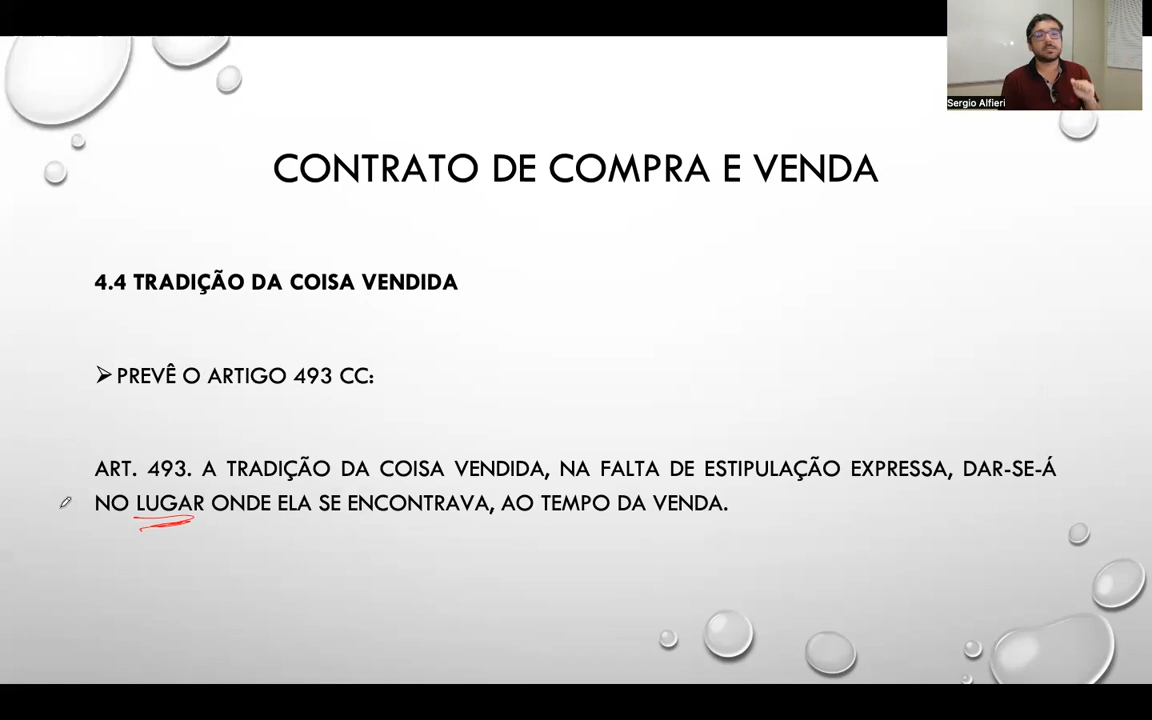 Sergio Alfieri
CONTRATO DE COMPRA E VENDA
4.4 TRADIÇÃO DA COISA VENDIDA
➢ PREVÊ O ARTIGO 493 CC:
ART. 493. A TRADIÇÃO DA COISA VENDIDA, NA FALTA DE ESTIPULAÇÃO EXPRESSA, DAR-SE-Á
NO LUGAR ONDE ELA SE ENCONTRAVA, AO TEMPO DA VENDA.